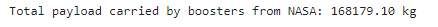 Total payload carried by boosters from NASA: 168179.10 kg